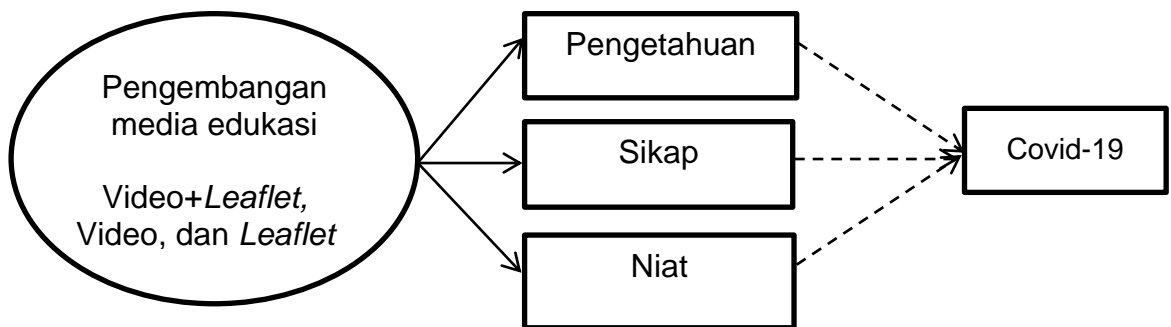 Pengembangan
media edukasi
Video+Leaflet,
Video, dan Leaflet
Pengetahuan
Sikap
Niat
Covid-19